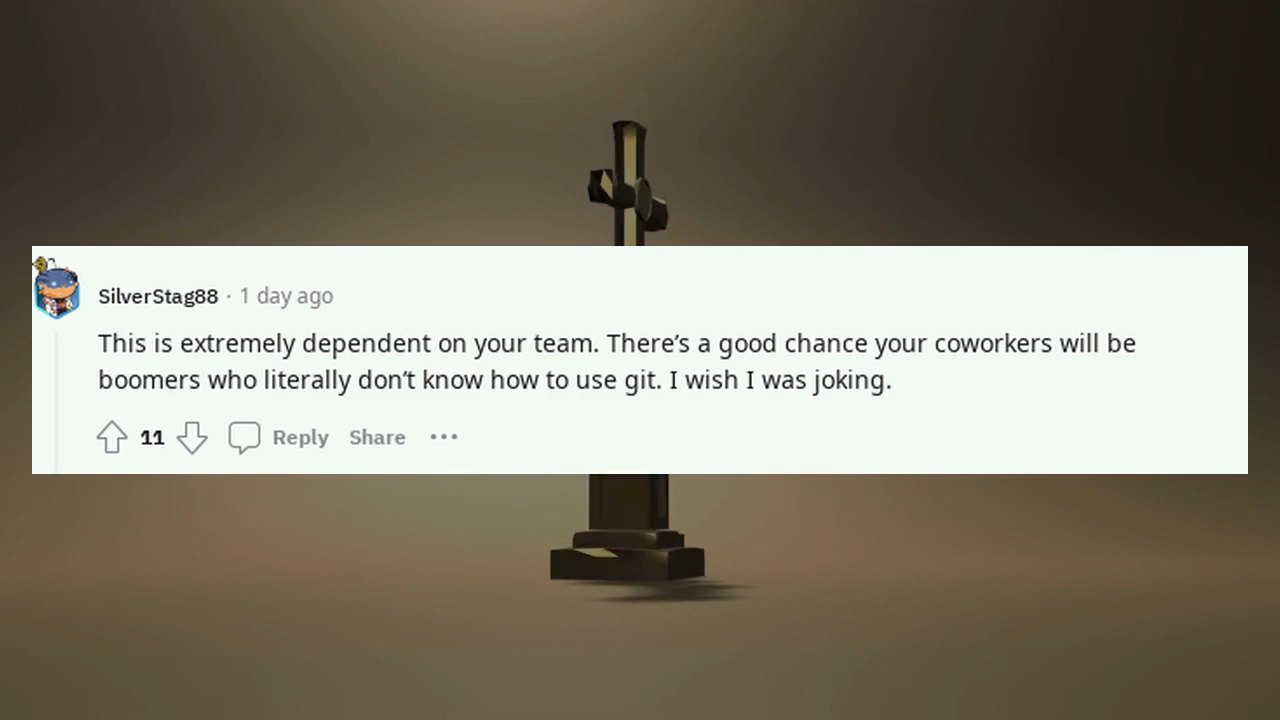 SilverStag88 · 1 day ago
This is extremely dependent on your team. There’s a good chance your coworkers will be
boomers who literally don’t know how to use git. I wish I was joking.
11 Reply Share •••